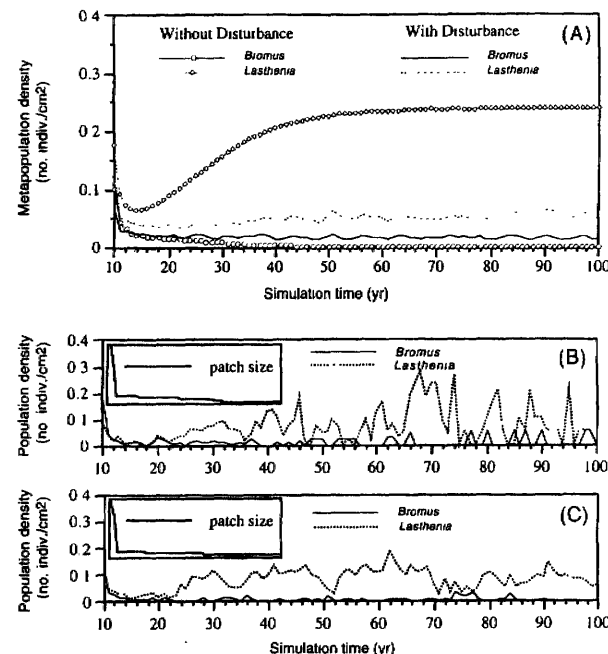 Without Disturbance
With Disturbance
(A)
Bromus
Lasthenia
Bromus
Lasthenia
Metapopulation density
(no. indiv./cm2)
0 4
0 3
0 2
0 1
0
10 20 30 40 50 60 70 80 90 100
Simulation time (yr)
(B)
Bromus
Lasthenia
patch size
Population density
(no. indiv./cm2)
0 4
0 3
0 2
0 1
0
10 20 30 40 50 60 70 80 90 100
(C)
Bromus
Lasthenia
patch size
Population density
(no. indiv./cm2)
0 4
0 3
0 2
0 1
0
10 20 30 40 50 60 70 80 90 100
Simulation time (yr)